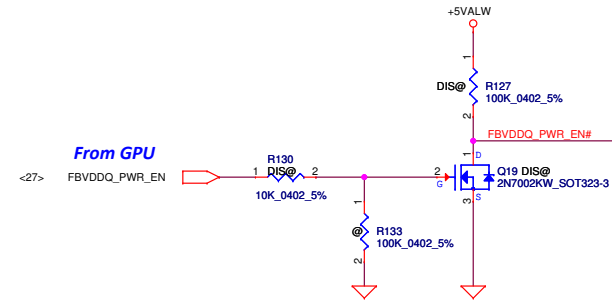 +5VALW
1
DIS@
R127
100K_0402_5%
2
FBVDDQ_PWR_EN#
From GPU
R130
DIS@
<27>
FBVDDQ_PWR_EN
1
2
10K_0402_5%
1
D
2
G
Q19 DIS@
2N7002KW_SOT323-3
S
3
1
@
R133
100K_0402_5%
2